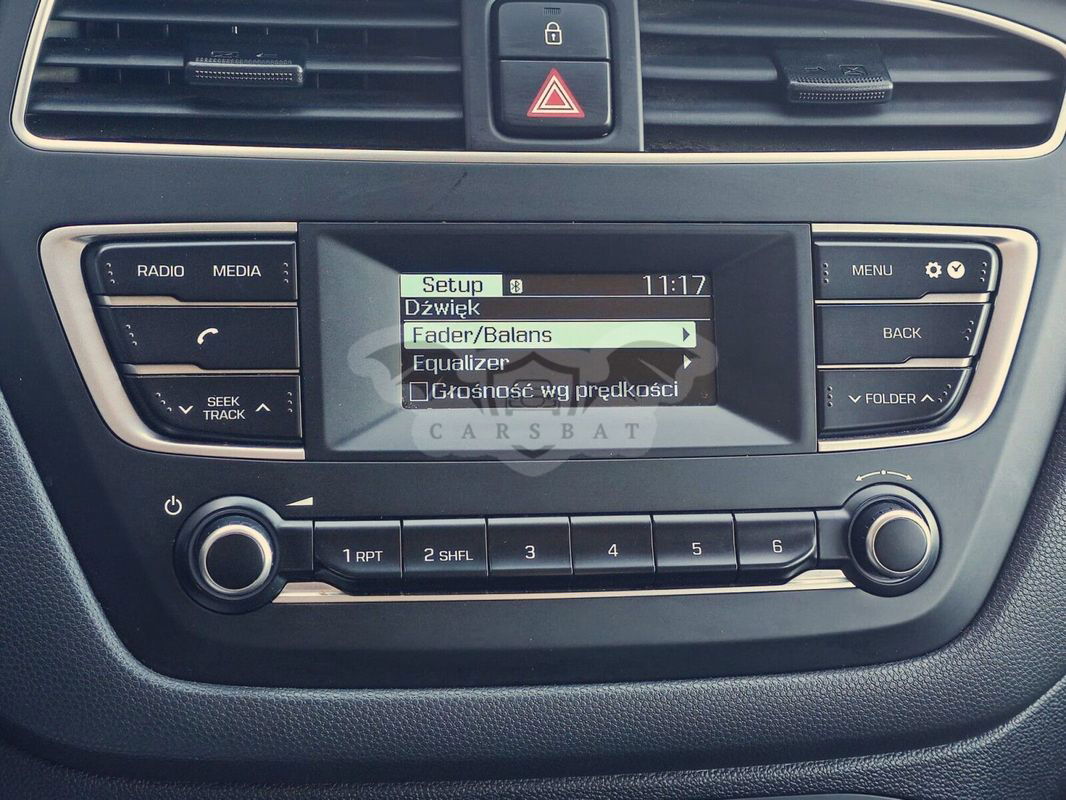 RADIO MEDIA
SEEK
TRACK
Setup 11:17
Dźwięk
Fader/Balans
Equalizer
Głośność wg prędkości
CARSBAT
MENU
BACK
FOLDER
1 RPT 2 SHFL 3 4 5 6